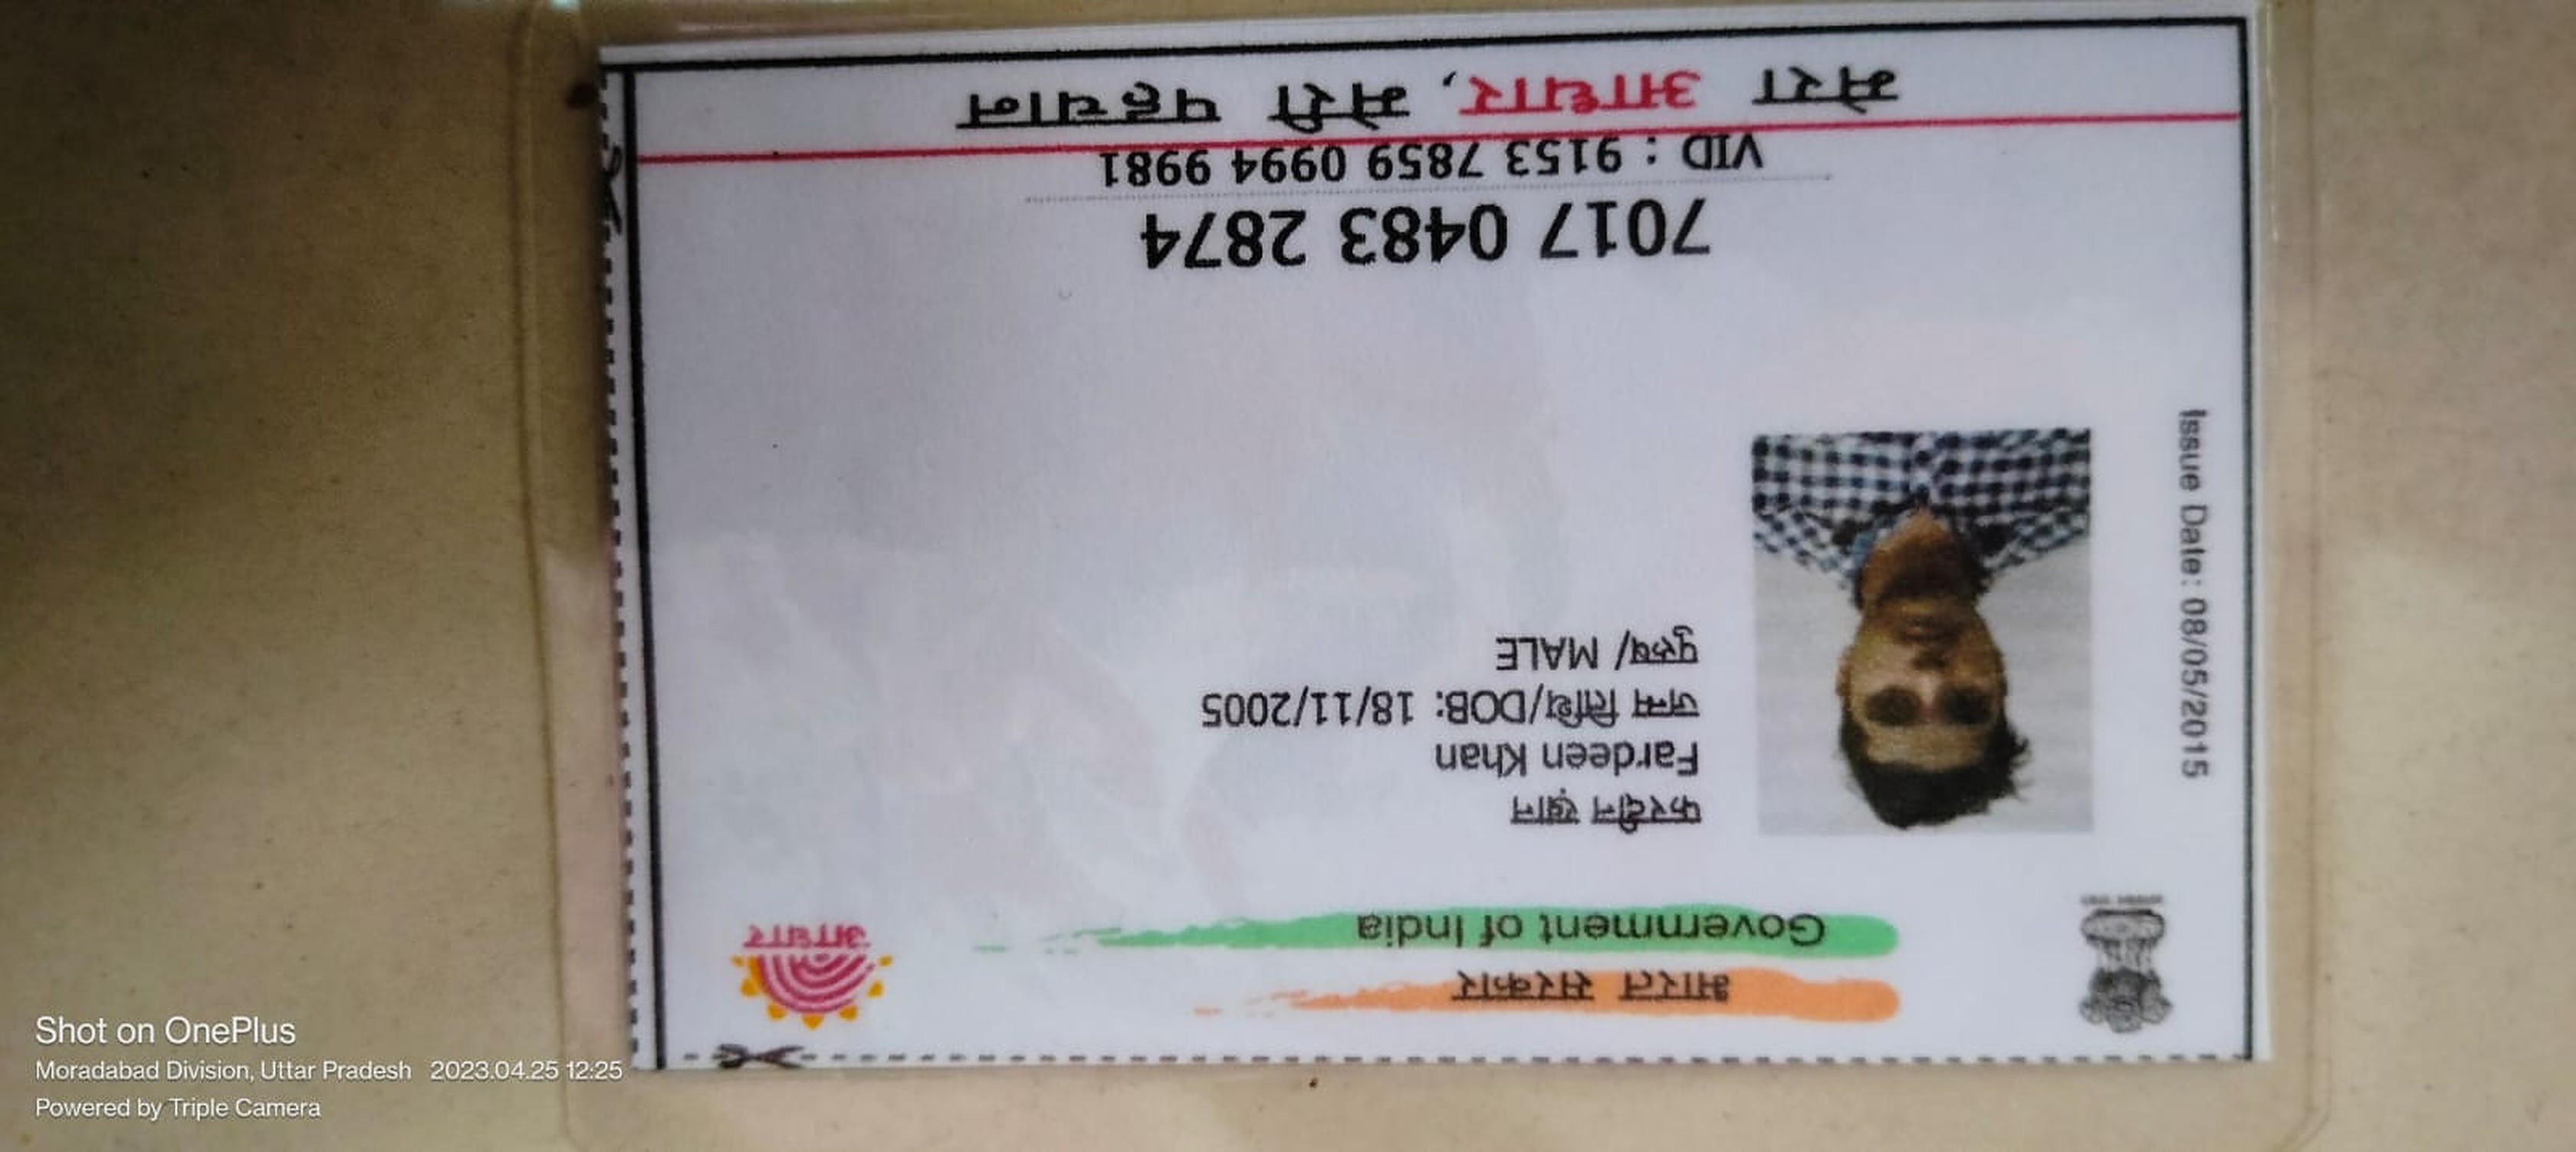 भारत सरकार
Government of India
आधार
Issue Date: 08/05/2015
फरदीन खान
Fardeen Khan
जन्म तिथि/DOB: 18/11/2005
पुरुष/ MALE
7017 0483 2874
VID : 9153 7859 0994 9981
मेरा आधार, मेरी पहचान
Shot on OnePlus
Moradabad Division, Uttar Pradesh 2023.04.25 12:25
Powered by Triple Camera